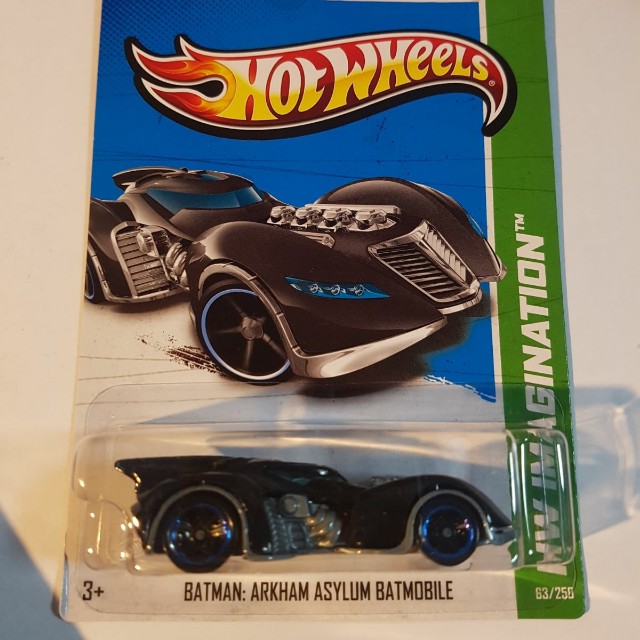 HOT WHEELS®
HW IMAGINATION™
3+
BATMAN: ARKHAM ASYLUM BATMOBILE
63/250